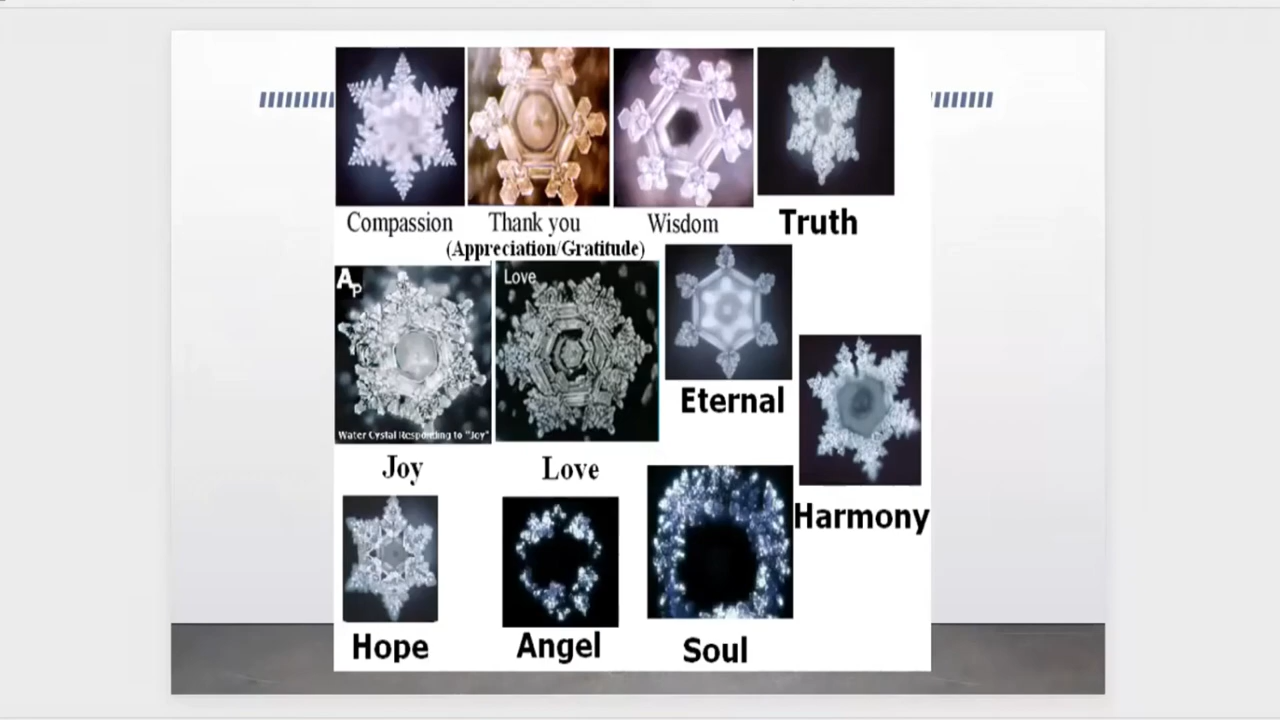 Compassion
Thank you
(Appreciation/Gratitude)
Wisdom
Truth
AP
Water Crystal Responding to "Joy"
Joy
Love
Love
Eternal
Harmony
Hope
Angel
Soul